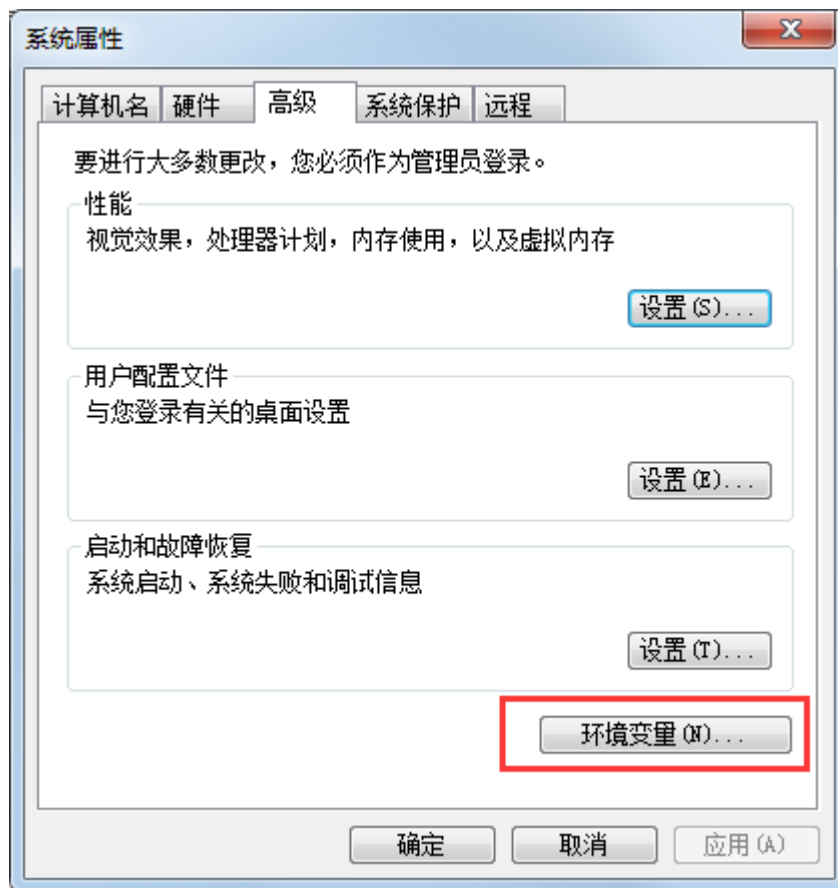 系统属性
计算机名 硬件 高级 系统保护 远程
要进行大多数更改，您必须作为管理员登录。
性能
视觉效果，处理器计划，内存使用，以及虚拟内存
设置(S)...
用户配置文件
与您登录有关的桌面设置
设置(E)...
启动和故障恢复
系统启动、系统失败和调试信息
设置(T)...
环境变量(N)...
确定 取消 应用(A)